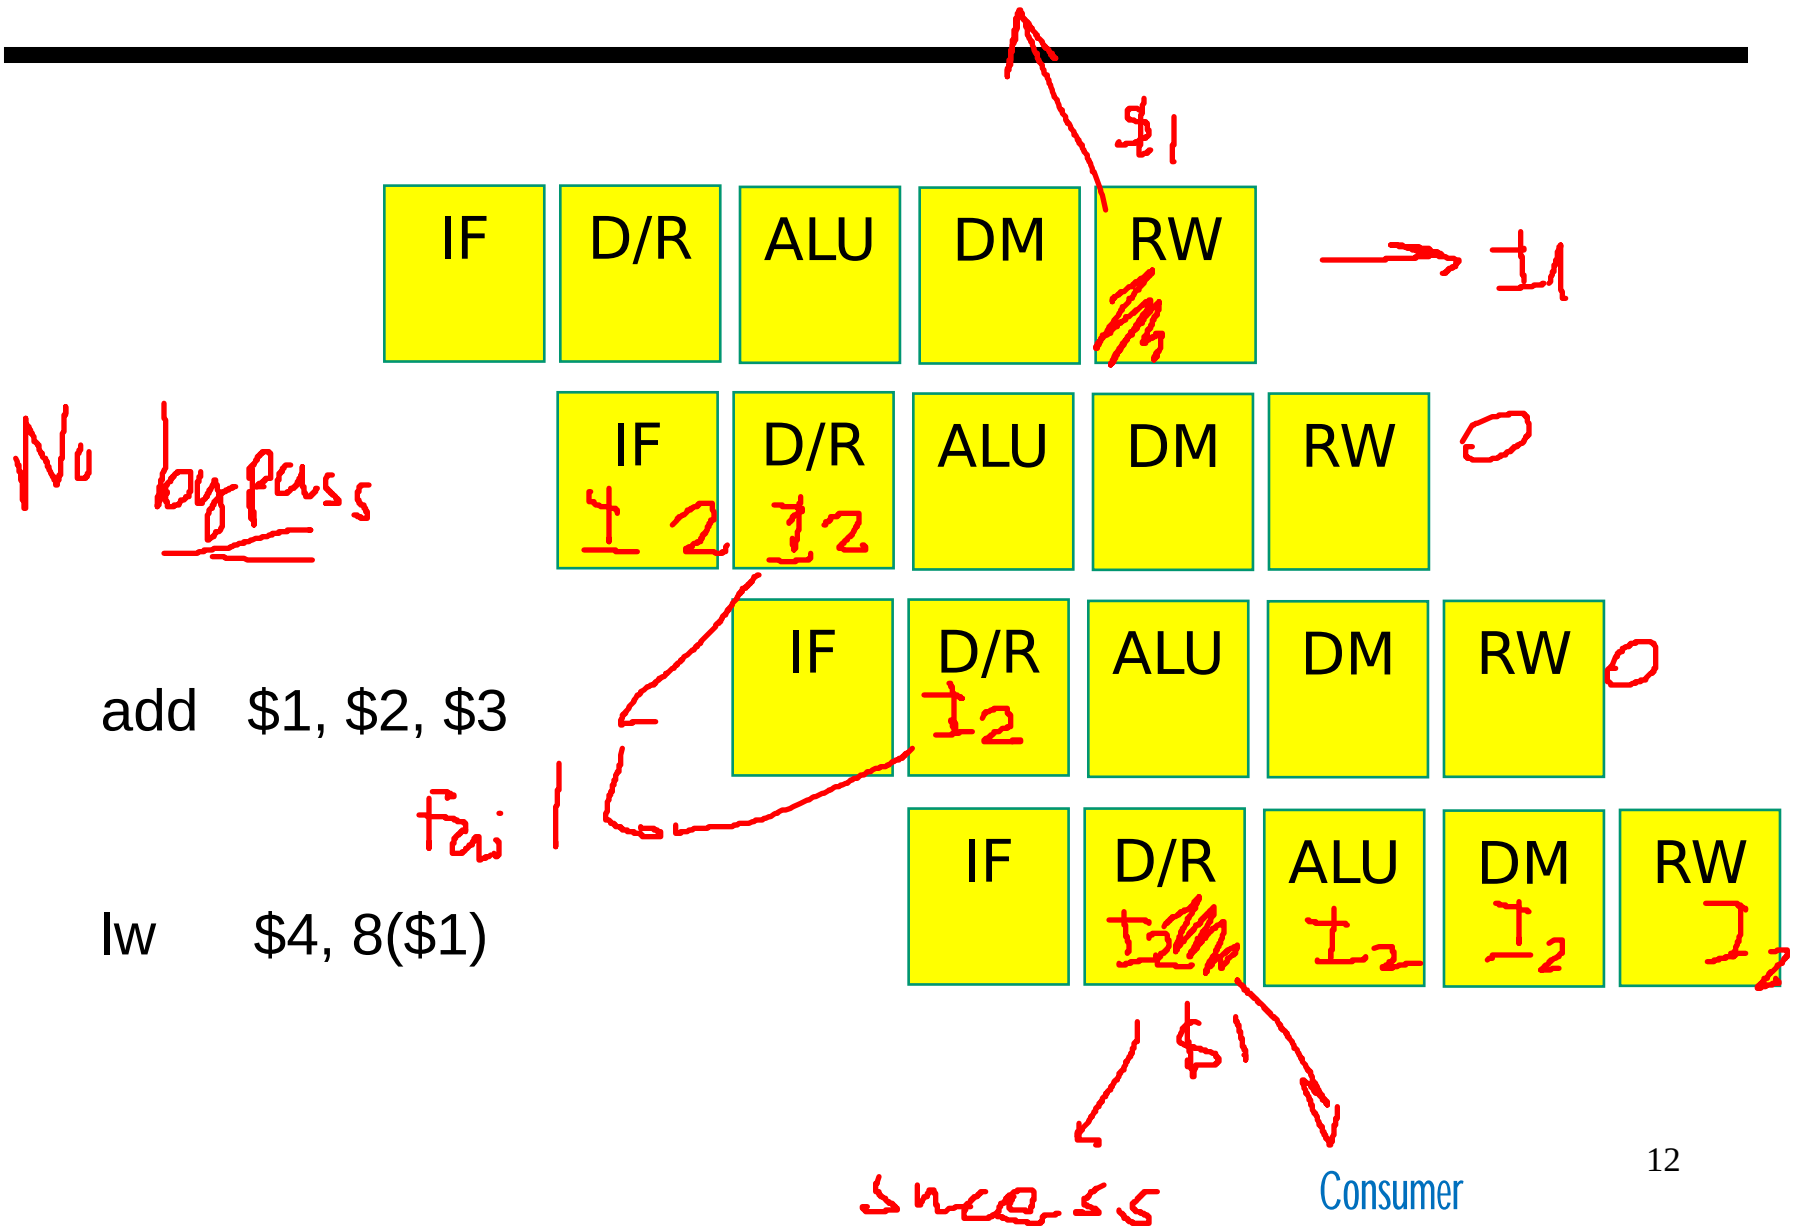 $1
IF D/R ALU DM RW I1
No bypass
IF D/R ALU DM RW
I2 I2
IF D/R ALU DM RW
I2
add $1, $2, $3
fail
IF D/R ALU DM RW
I2 I2 I2 I2
lw $4, 8($1)
$1
success
Consumer
12